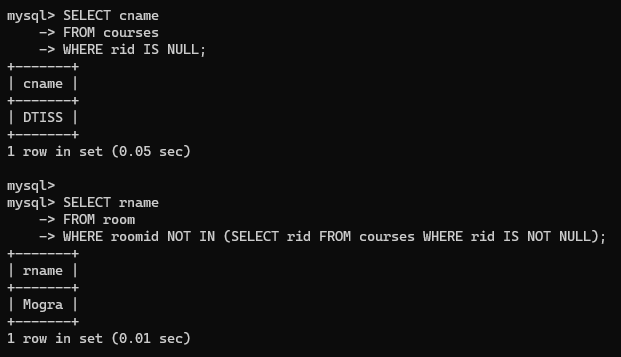 mysql> SELECT cname
    -> FROM courses
    -> WHERE rid IS NULL;
+-------+
| cname |
+-------+
| DTISS |
+-------+
1 row in set (0.05 sec)

mysql>
mysql> SELECT rname
    -> FROM room
    -> WHERE roomid NOT IN (SELECT rid FROM courses WHERE rid IS NOT NULL);
+-------+
| rname |
+-------+
| Mogra |
+-------+
1 row in set (0.01 sec)